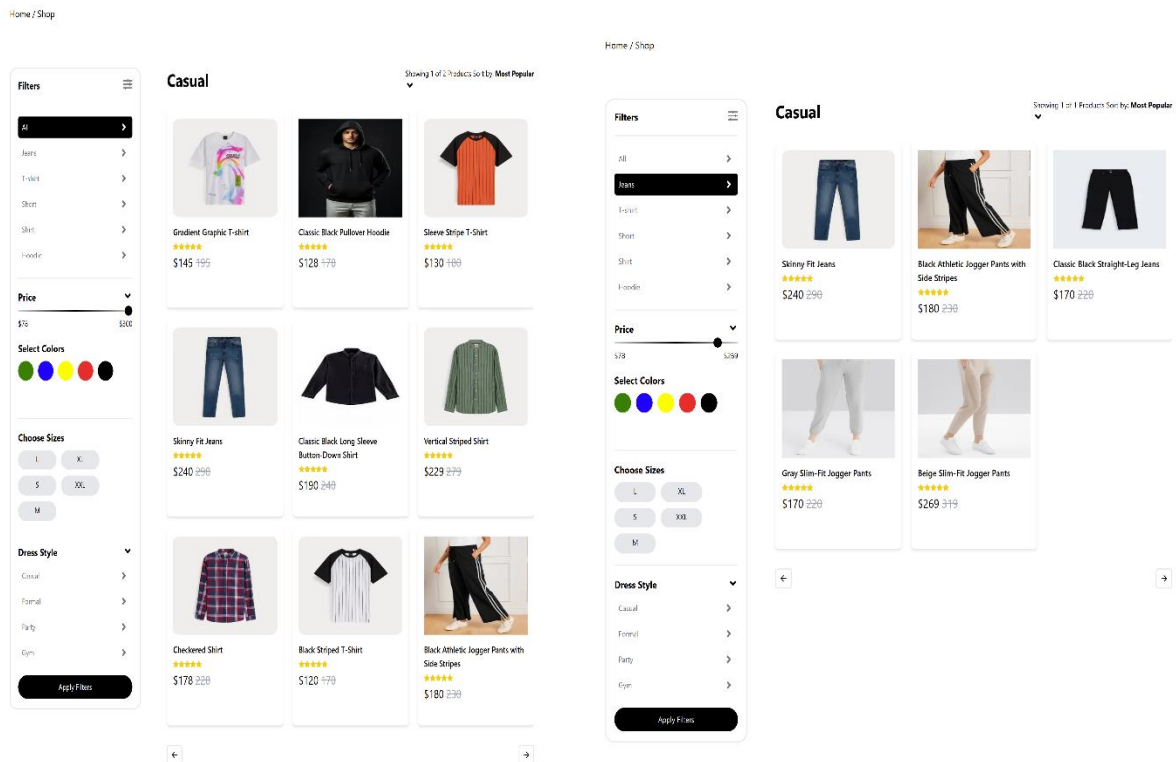 Home / Shop
Filters
All
Jeans
T-shirt
Short
Shirt
Hoodie
Price
$78
$300
Select Colors
Choose Sizes
L
XL
S
XXL
M
Dress Style
Casual
Formal
Party
Gym
Apply Filters
Casual
Showing 1 of 2 Products Sort by: Most Popular
Gradient Graphic T-shirt
$145 195
Classic Black Pullover Hoodie
$128 178
Sleeve Stripe T-Shirt
$130 180
Skinny Fit Jeans
$240 290
Classic Black Long Sleeve
Button-Down Shirt
$190 240
Vertical Striped Shirt
$229 279
Checkered Shirt
$178 228
Black Striped T-Shirt
$120 170
Black Athletic Jogger Pants with
Side Stripes
$180 230
Home / Shop
Filters
All
Jeans
T-shirt
Short
Shirt
Hoodie
Price
$78
$269
Select Colors
Choose Sizes
L
XL
S
XXL
M
Dress Style
Casual
Formal
Party
Gym
Apply Filters
Casual
Showing 1 of 1 Products Sort by: Most Popular
Skinny Fit Jeans
$240 290
Black Athletic Jogger Pants with
Side Stripes
$180 230
Classic Black Straight-Leg Jeans
$170 220
Gray Slim-Fit Jogger Pants
$170 220
Beige Slim-Fit Jogger Pants
$269 319